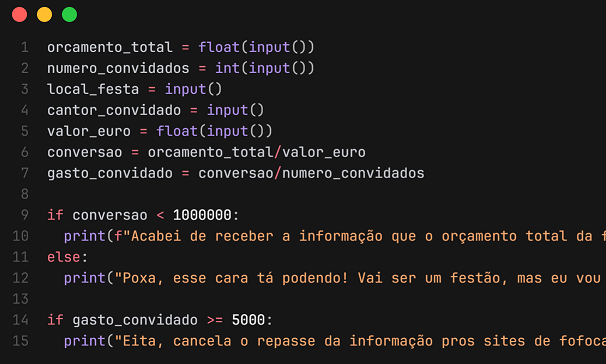 1 orcamento_total = float(input())
2 numero_convidados = int(input())
3 local_festa = input()
4 cantor_convidado = input()
5 valor_euro = float(input())
6 conversao = orcamento_total/valor_euro
7 gasto_convidado = conversao/numero_convidados
8
9 if conversao < 1000000:
10 print(f"Acabei de receber a informação que o orçamento total da f
11 else:
12 print("Poxa, esse cara tá podendo! Vai ser um festão, mas eu vou
13
14 if gasto_convidado >= 5000:
15 print("Eita, cancela o repasse da informação pros sites de fofoca